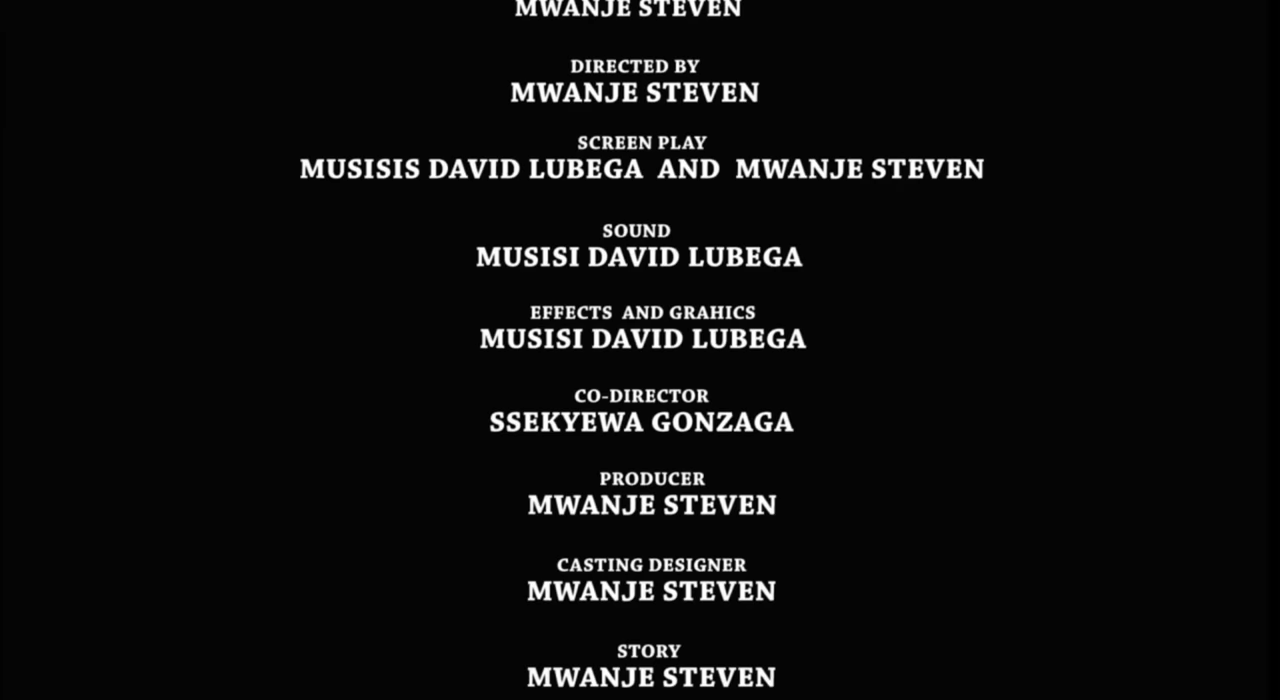 MWANJE STEVEN
DIRECTED BY
MWANJE STEVEN
SCREEN PLAY
MUSISIS DAVID LUBEGA AND MWANJE STEVEN
SOUND
MUSISI DAVID LUBEGA
EFFECTS AND GRAHICS
MUSISI DAVID LUBEGA
CO-DIRECTOR
SSEKYEWA GONZAGA
PRODUCER
MWANJE STEVEN
CASTING DESIGNER
MWANJE STEVEN
STORY
MWANJE STEVEN